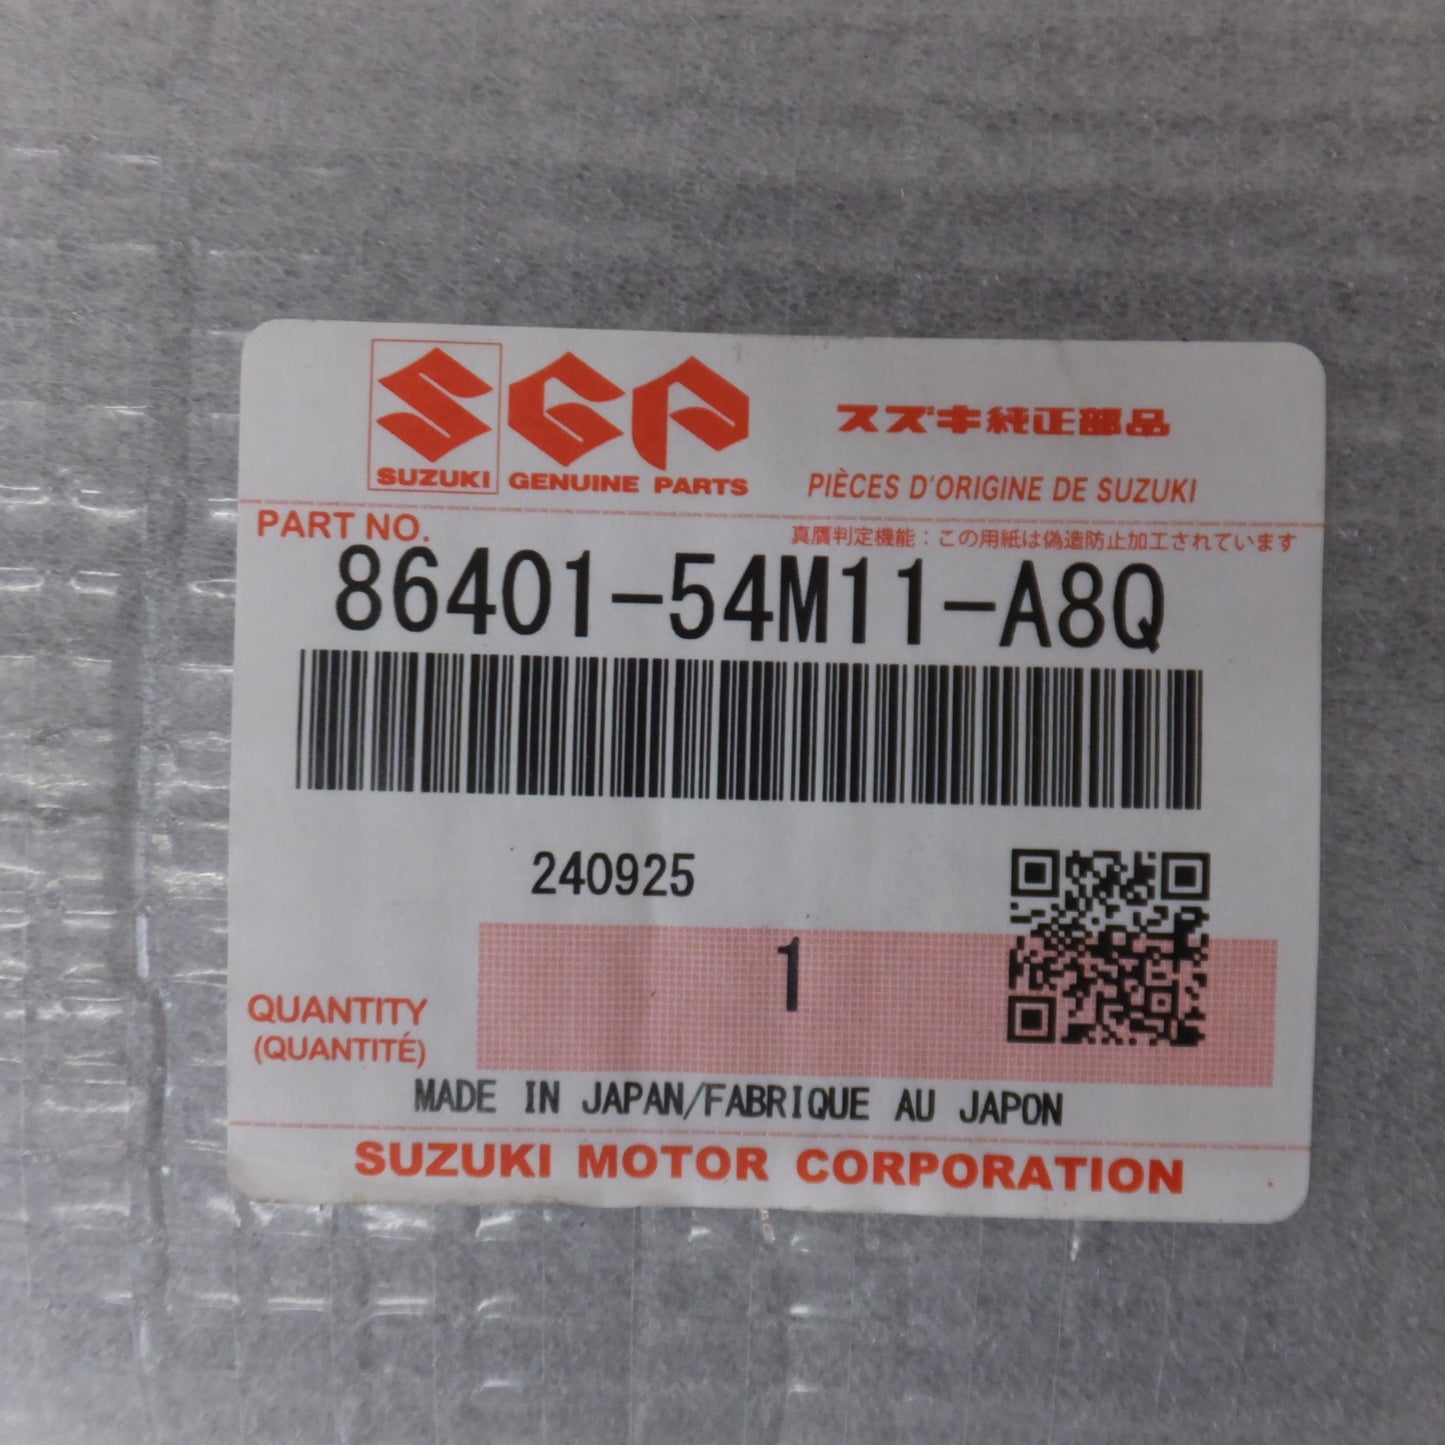 SGP
スズキ純正部品
SUZUKI GENUINE PARTS
PIÈCES D'ORIGINE DE SUZUKI
PART NO.
真贋判定機能：この用紙は偽造防止加工されています
86401-54M11-A8Q
240925
1
QUANTITY
(QUANTITÉ)
MADE IN JAPAN/FABRIQUE AU JAPON
SUZUKI MOTOR CORPORATION